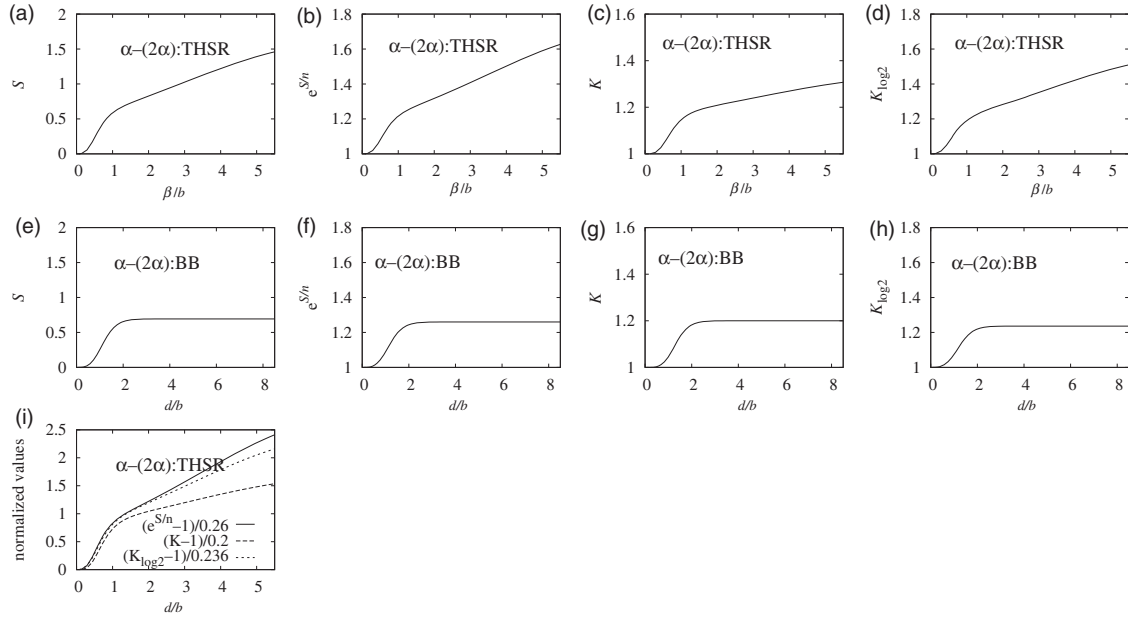 (a)
2
1.5
1
0.5
0
S
α–(2α):THSR
0 1 2 3 4 5
β/b
(b)
1.8
1.6
1.4
1.2
1
e^{S/n}
α–(2α):THSR
0 1 2 3 4 5
β/b
(c)
1.6
1.4
1.2
1
K
α–(2α):THSR
0 1 2 3 4 5
β/b
(d)
1.8
1.6
1.4
1.2
1
K_{log2}
α–(2α):THSR
0 1 2 3 4 5
β/b
(e)
2
1.5
1
0.5
0
S
α–(2α):BB
0 2 4 6 8
d/b
(f)
1.8
1.6
1.4
1.2
1
e^{S/n}
α–(2α):BB
0 2 4 6 8
d/b
(g)
1.6
1.4
1.2
1
K
α–(2α):BB
0 2 4 6 8
d/b
(h)
1.8
1.6
1.4
1.2
1
K_{log2}
α–(2α):BB
0 2 4 6 8
d/b
(i)
2.5
2
1.5
1
0.5
0
normalized values
α–(2α):THSR
(e^{S/n}–1)/0.26
(K–1)/0.2
(K_{log2}–1)/0.236
0 1 2 3 4 5
d/b